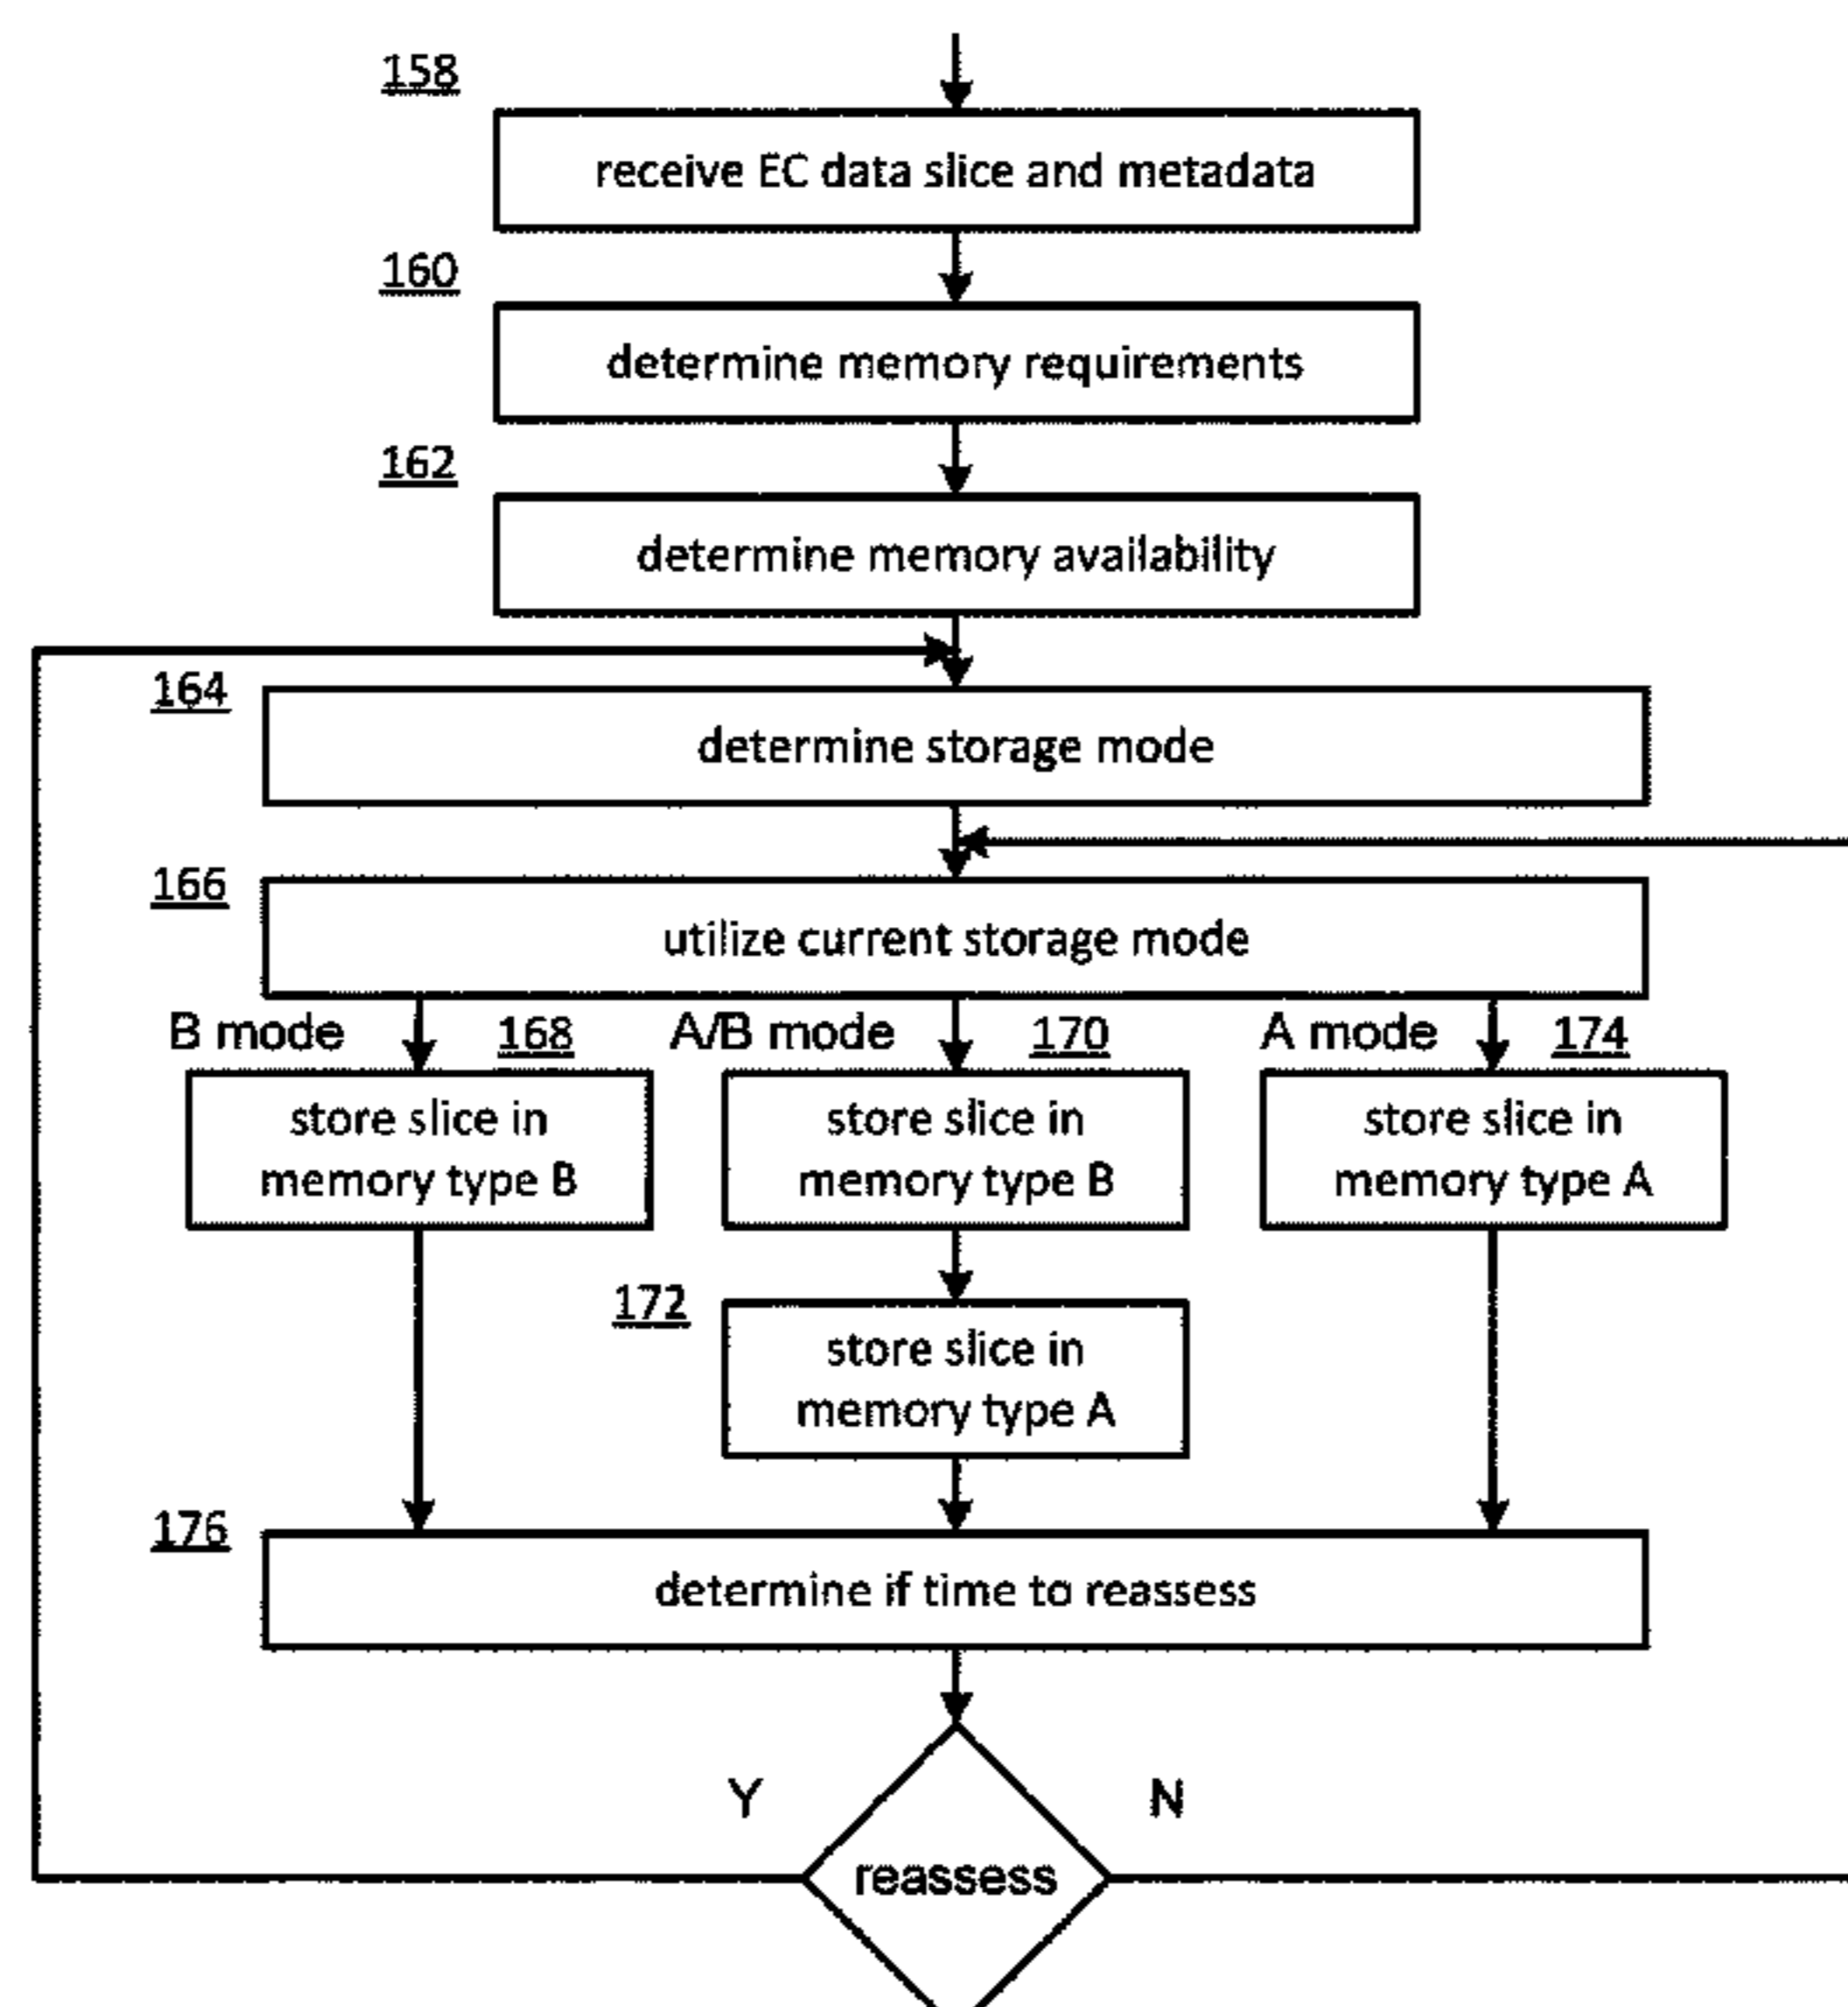 158
receive EC data slice and metadata
160
determine memory requirements
162
determine memory availability
164
determine storage mode
166
utilize current storage mode
B mode 168 A/B mode 170 A mode 174
store slice in
memory type B
store slice in
memory type B
store slice in
memory type A
172
store slice in
memory type A
176
determine if time to reassess
Y
N
reassess